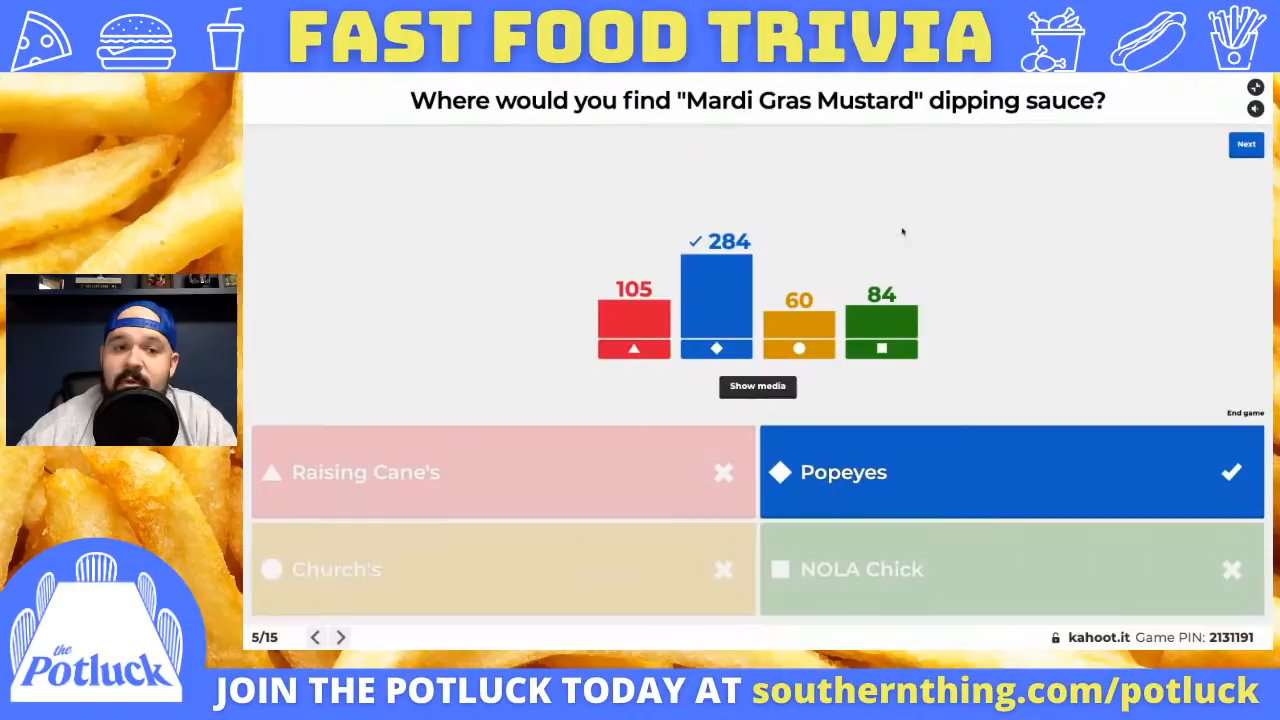 FAST FOOD TRIVIA
Where would you find "Mardi Gras Mustard" dipping sauce?
Next
105
284
60
84
Show media
End game
Raising Cane's
Popeyes
Church's
NOLA Chick
5/15
kahoot.it Game PIN: 2131191
the
Potluck
JOIN THE POTLUCK TODAY AT southernthing.com/potluck